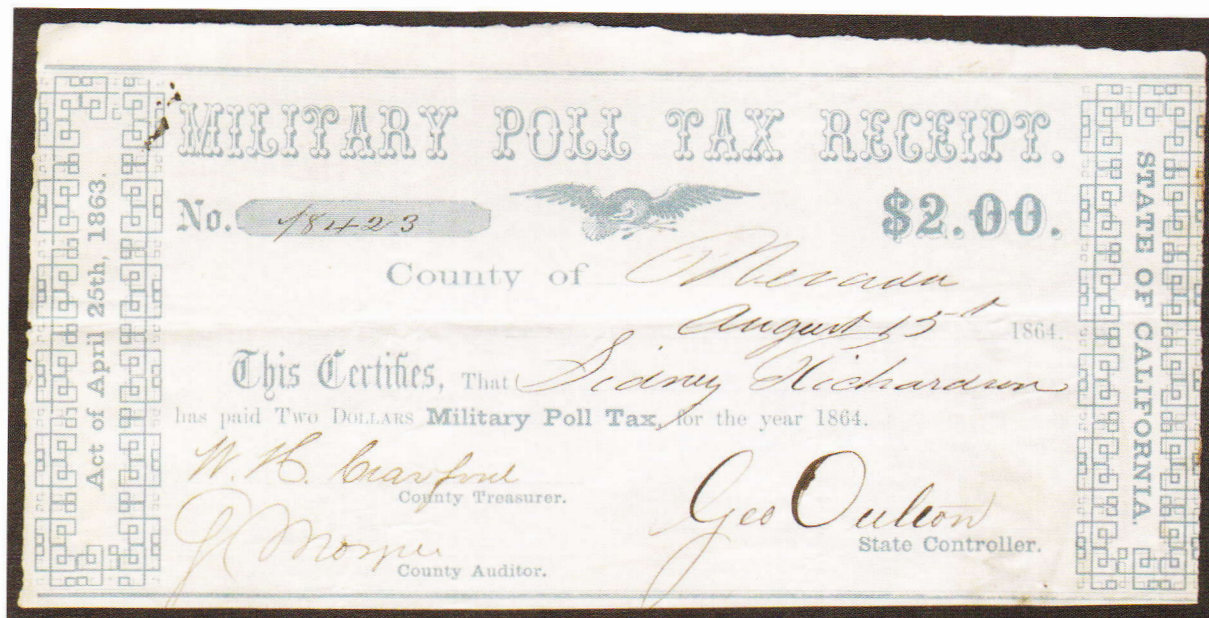 MILITARY POLL TAX RECEIPT.
No. 18423
$2.00.
County of Nevada
August 15th 1864.
This Certifies, That Sidney Richardson
has paid Two Dollars Military Poll Tax, for the year 1864.
W. H. Crawford
County Treasurer.
Geo Oulton
State Controller.
County Auditor.
Act of April 25th, 1863.
STATE OF CALIFORNIA.